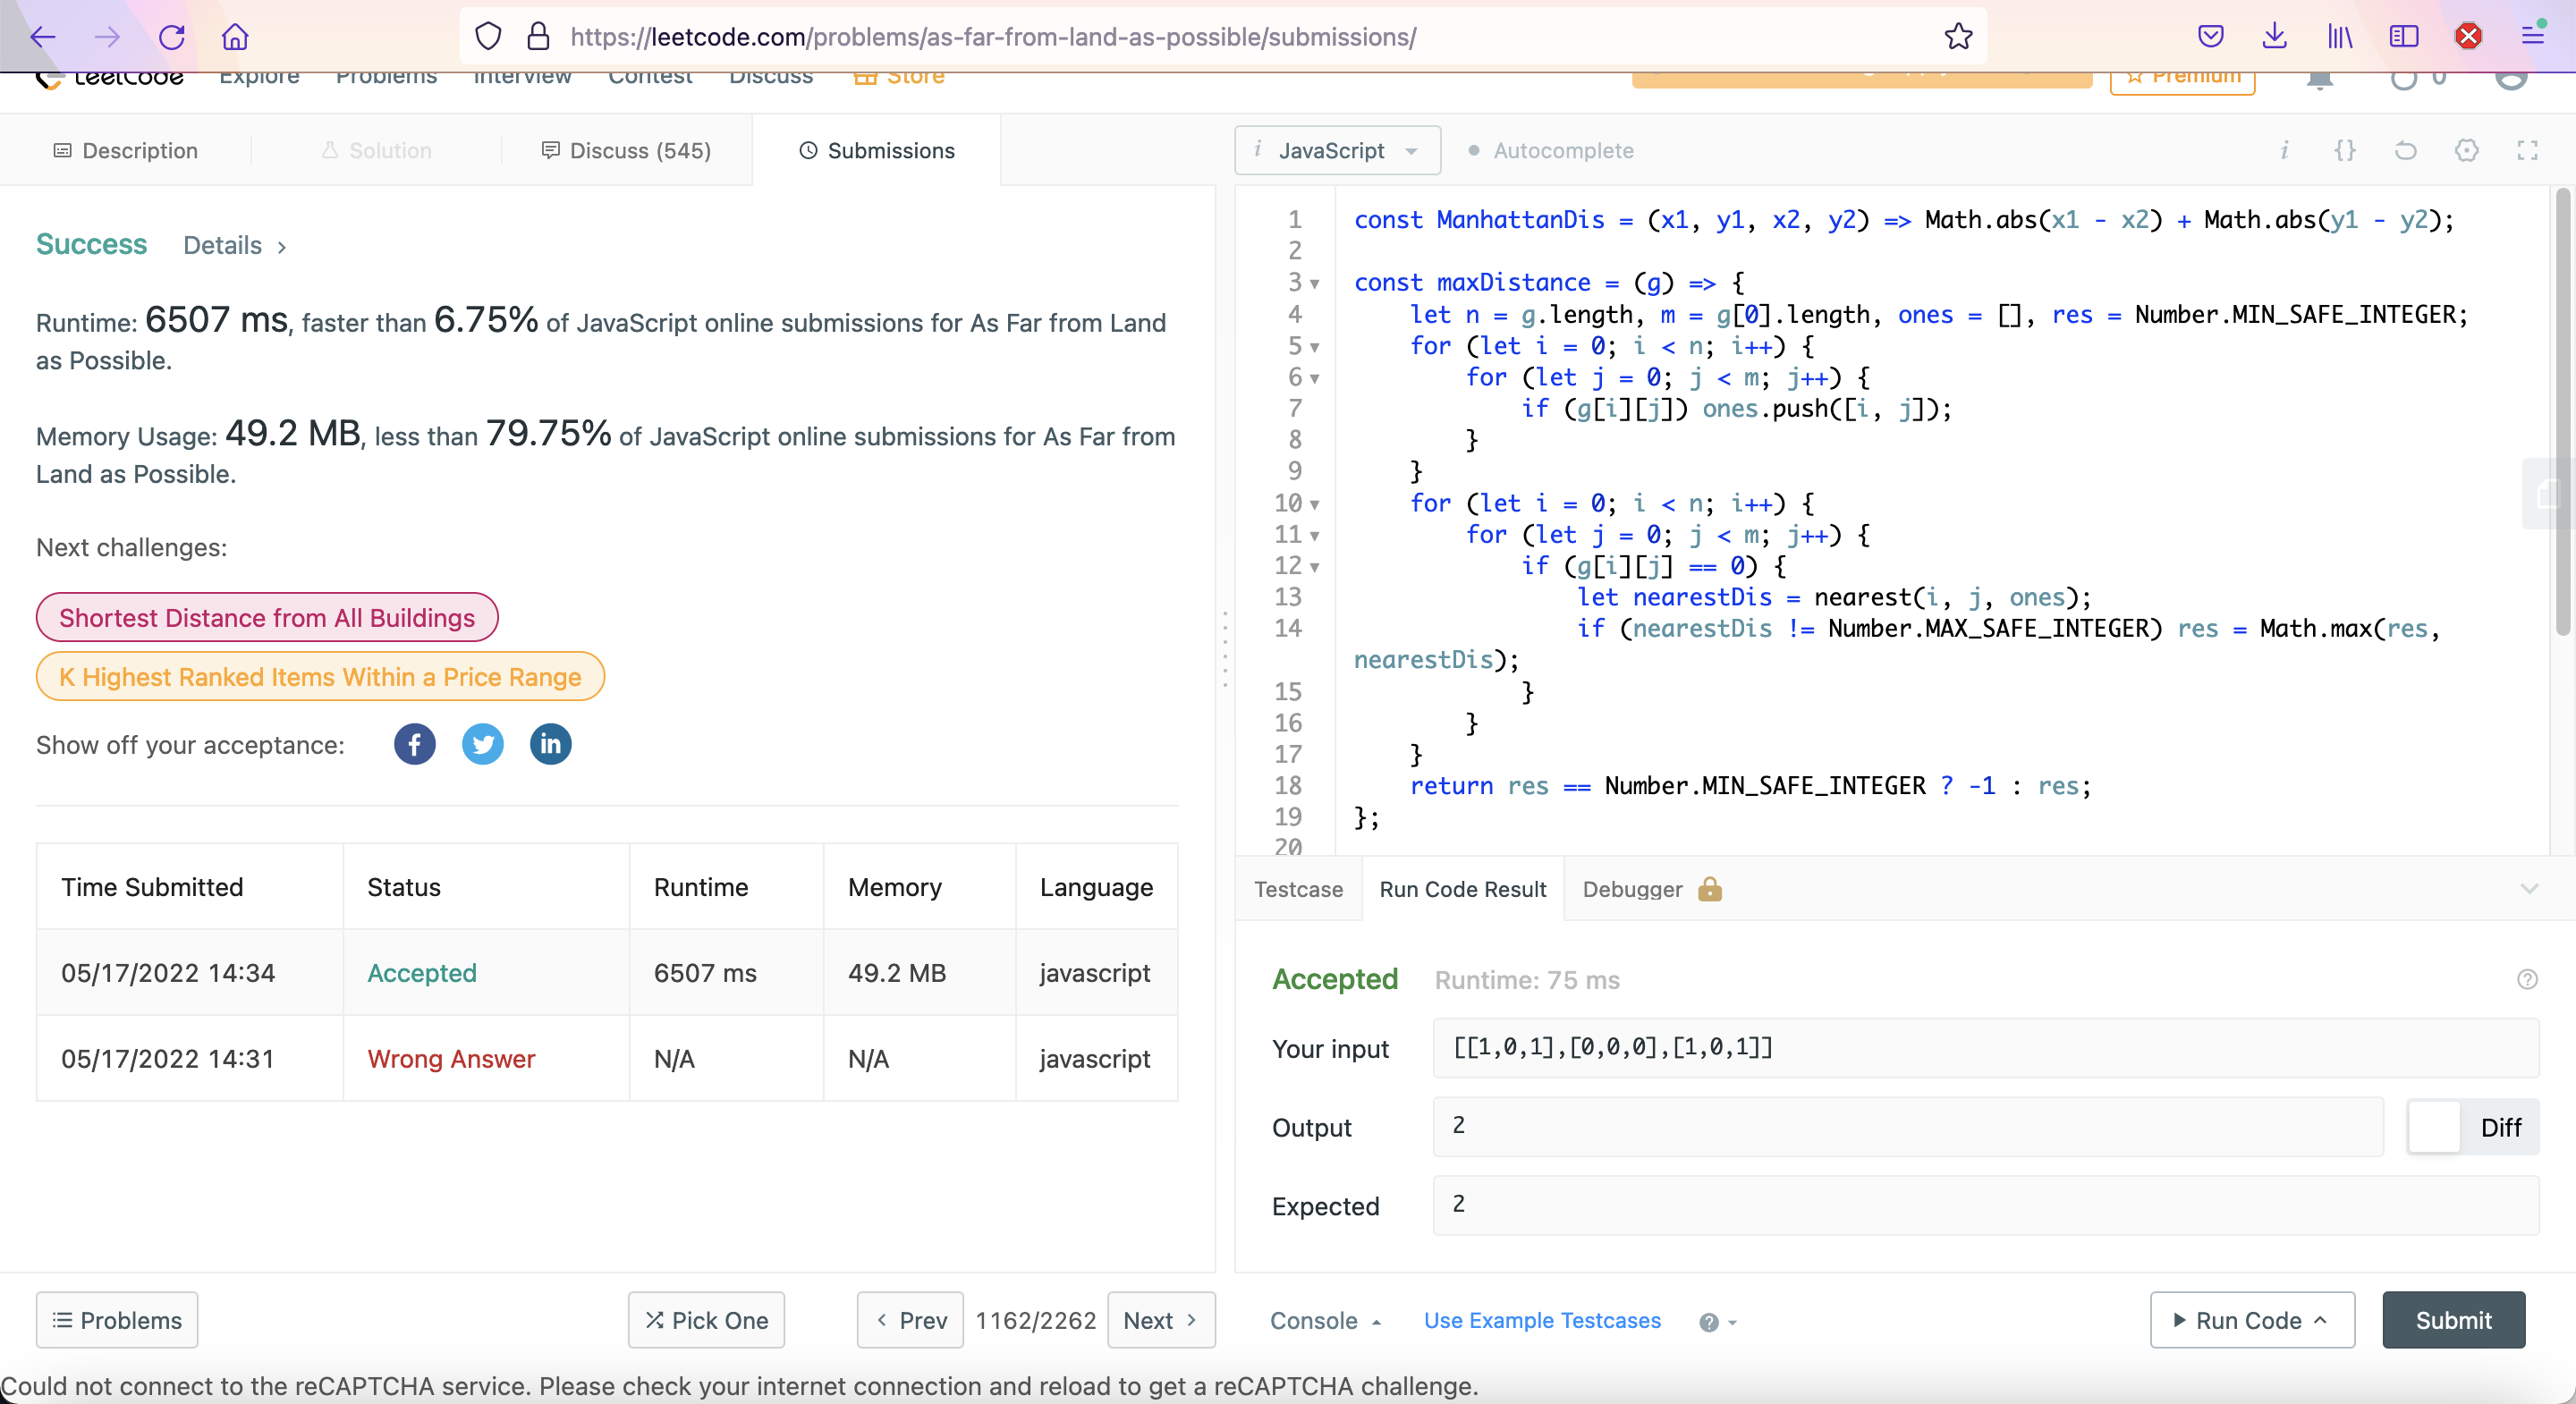 https://leetcode.com/problems/as-far-from-land-as-possible/submissions/
LeetCode Explore Problems Interview Contest Discuss Store
Premium 0
Description Solution Discuss (545) Submissions
i JavaScript Autocomplete i {}
Success Details >
Runtime: 6507 ms, faster than 6.75% of JavaScript online submissions for As Far from Land
as Possible.
Memory Usage: 49.2 MB, less than 79.75% of JavaScript online submissions for As Far from
Land as Possible.
Next challenges:
Shortest Distance from All Buildings
K Highest Ranked Items Within a Price Range
Show off your acceptance: f in
Time Submitted Status Runtime Memory Language
05/17/2022 14:34 Accepted 6507 ms 49.2 MB javascript
05/17/2022 14:31 Wrong Answer N/A N/A javascript
1 const ManhattanDis = (x1, y1, x2, y2) => Math.abs(x1 - x2) + Math.abs(y1 - y2);
2
3 const maxDistance = (g) => {
4 let n = g.length, m = g[0].length, ones = [], res = Number.MIN_SAFE_INTEGER;
5 for (let i = 0; i < n; i++) {
6 for (let j = 0; j < m; j++) {
7 if (g[i][j]) ones.push([i, j]);
8 }
9 }
10 for (let i = 0; i < n; i++) {
11 for (let j = 0; j < m; j++) {
12 if (g[i][j] == 0) {
13 let nearestDis = nearest(i, j, ones);
14 if (nearestDis != Number.MAX_SAFE_INTEGER) res = Math.max(res,
nearestDis);
15 }
16 }
17 }
18 return res == Number.MIN_SAFE_INTEGER ? -1 : res;
19 };
20
Testcase Run Code Result Debugger
Accepted Runtime: 75 ms
Your input [[1,0,1],[0,0,0],[1,0,1]]
Output 2 Diff
Expected 2
Problems Pick One < Prev 1162/2262 Next >
Console Use Example Testcases ? Run Code Submit
Could not connect to the reCAPTCHA service. Please check your internet connection and reload to get a reCAPTCHA challenge.